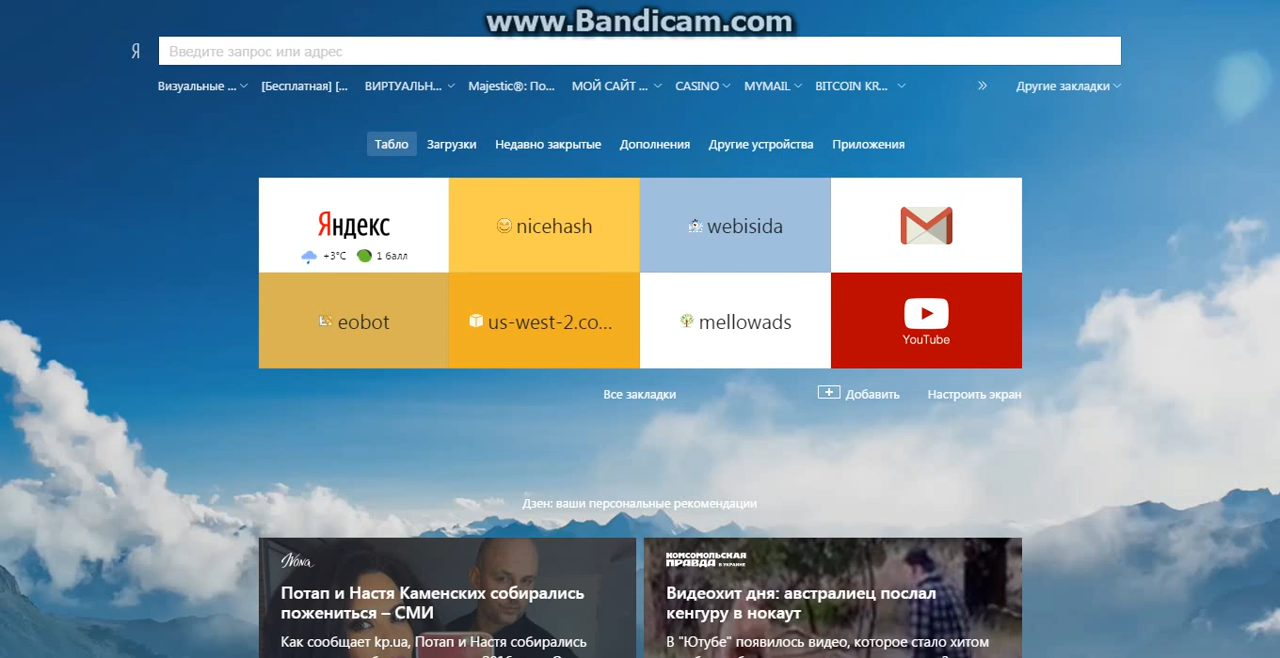 www.Bandicam.com
Я
Введите запрос или адрес
Визуальные ... [Бесплатная] [... ВИРТУАЛЬН... Majestic®: По... МОЙ САЙТ ... CASINO MYMAIL BITCOIN KR... » Другие закладки
Табло Загрузки Недавно закрытые Дополнения Другие устройства Приложения
Яндекс
+3°C 1 балл
nicehash
webisida
eobot
us-west-2.co...
mellowads
YouTube
Все закладки Добавить Настроить экран
Дзен: ваши персональные рекомендации
Nona
Потап и Настя Каменских собирались
пожениться – СМИ
Как сообщает kp.ua, Потап и Настя собирались
КОМСОМОЛЬСКАЯ
ПРАВДА В УКРАИНЕ
Видеохит дня: австралиец послал
кенгуру в нокаут
В "Ютубе" появилось видео, которое стало хитом